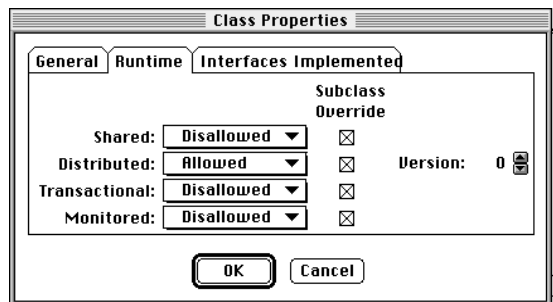 Class Properties
General Runtime Interfaces Implemented
Subclass
Override
Shared: Disallowed
Distributed: Allowed Version: 0
Transactional: Disallowed
Monitored: Disallowed
OK Cancel